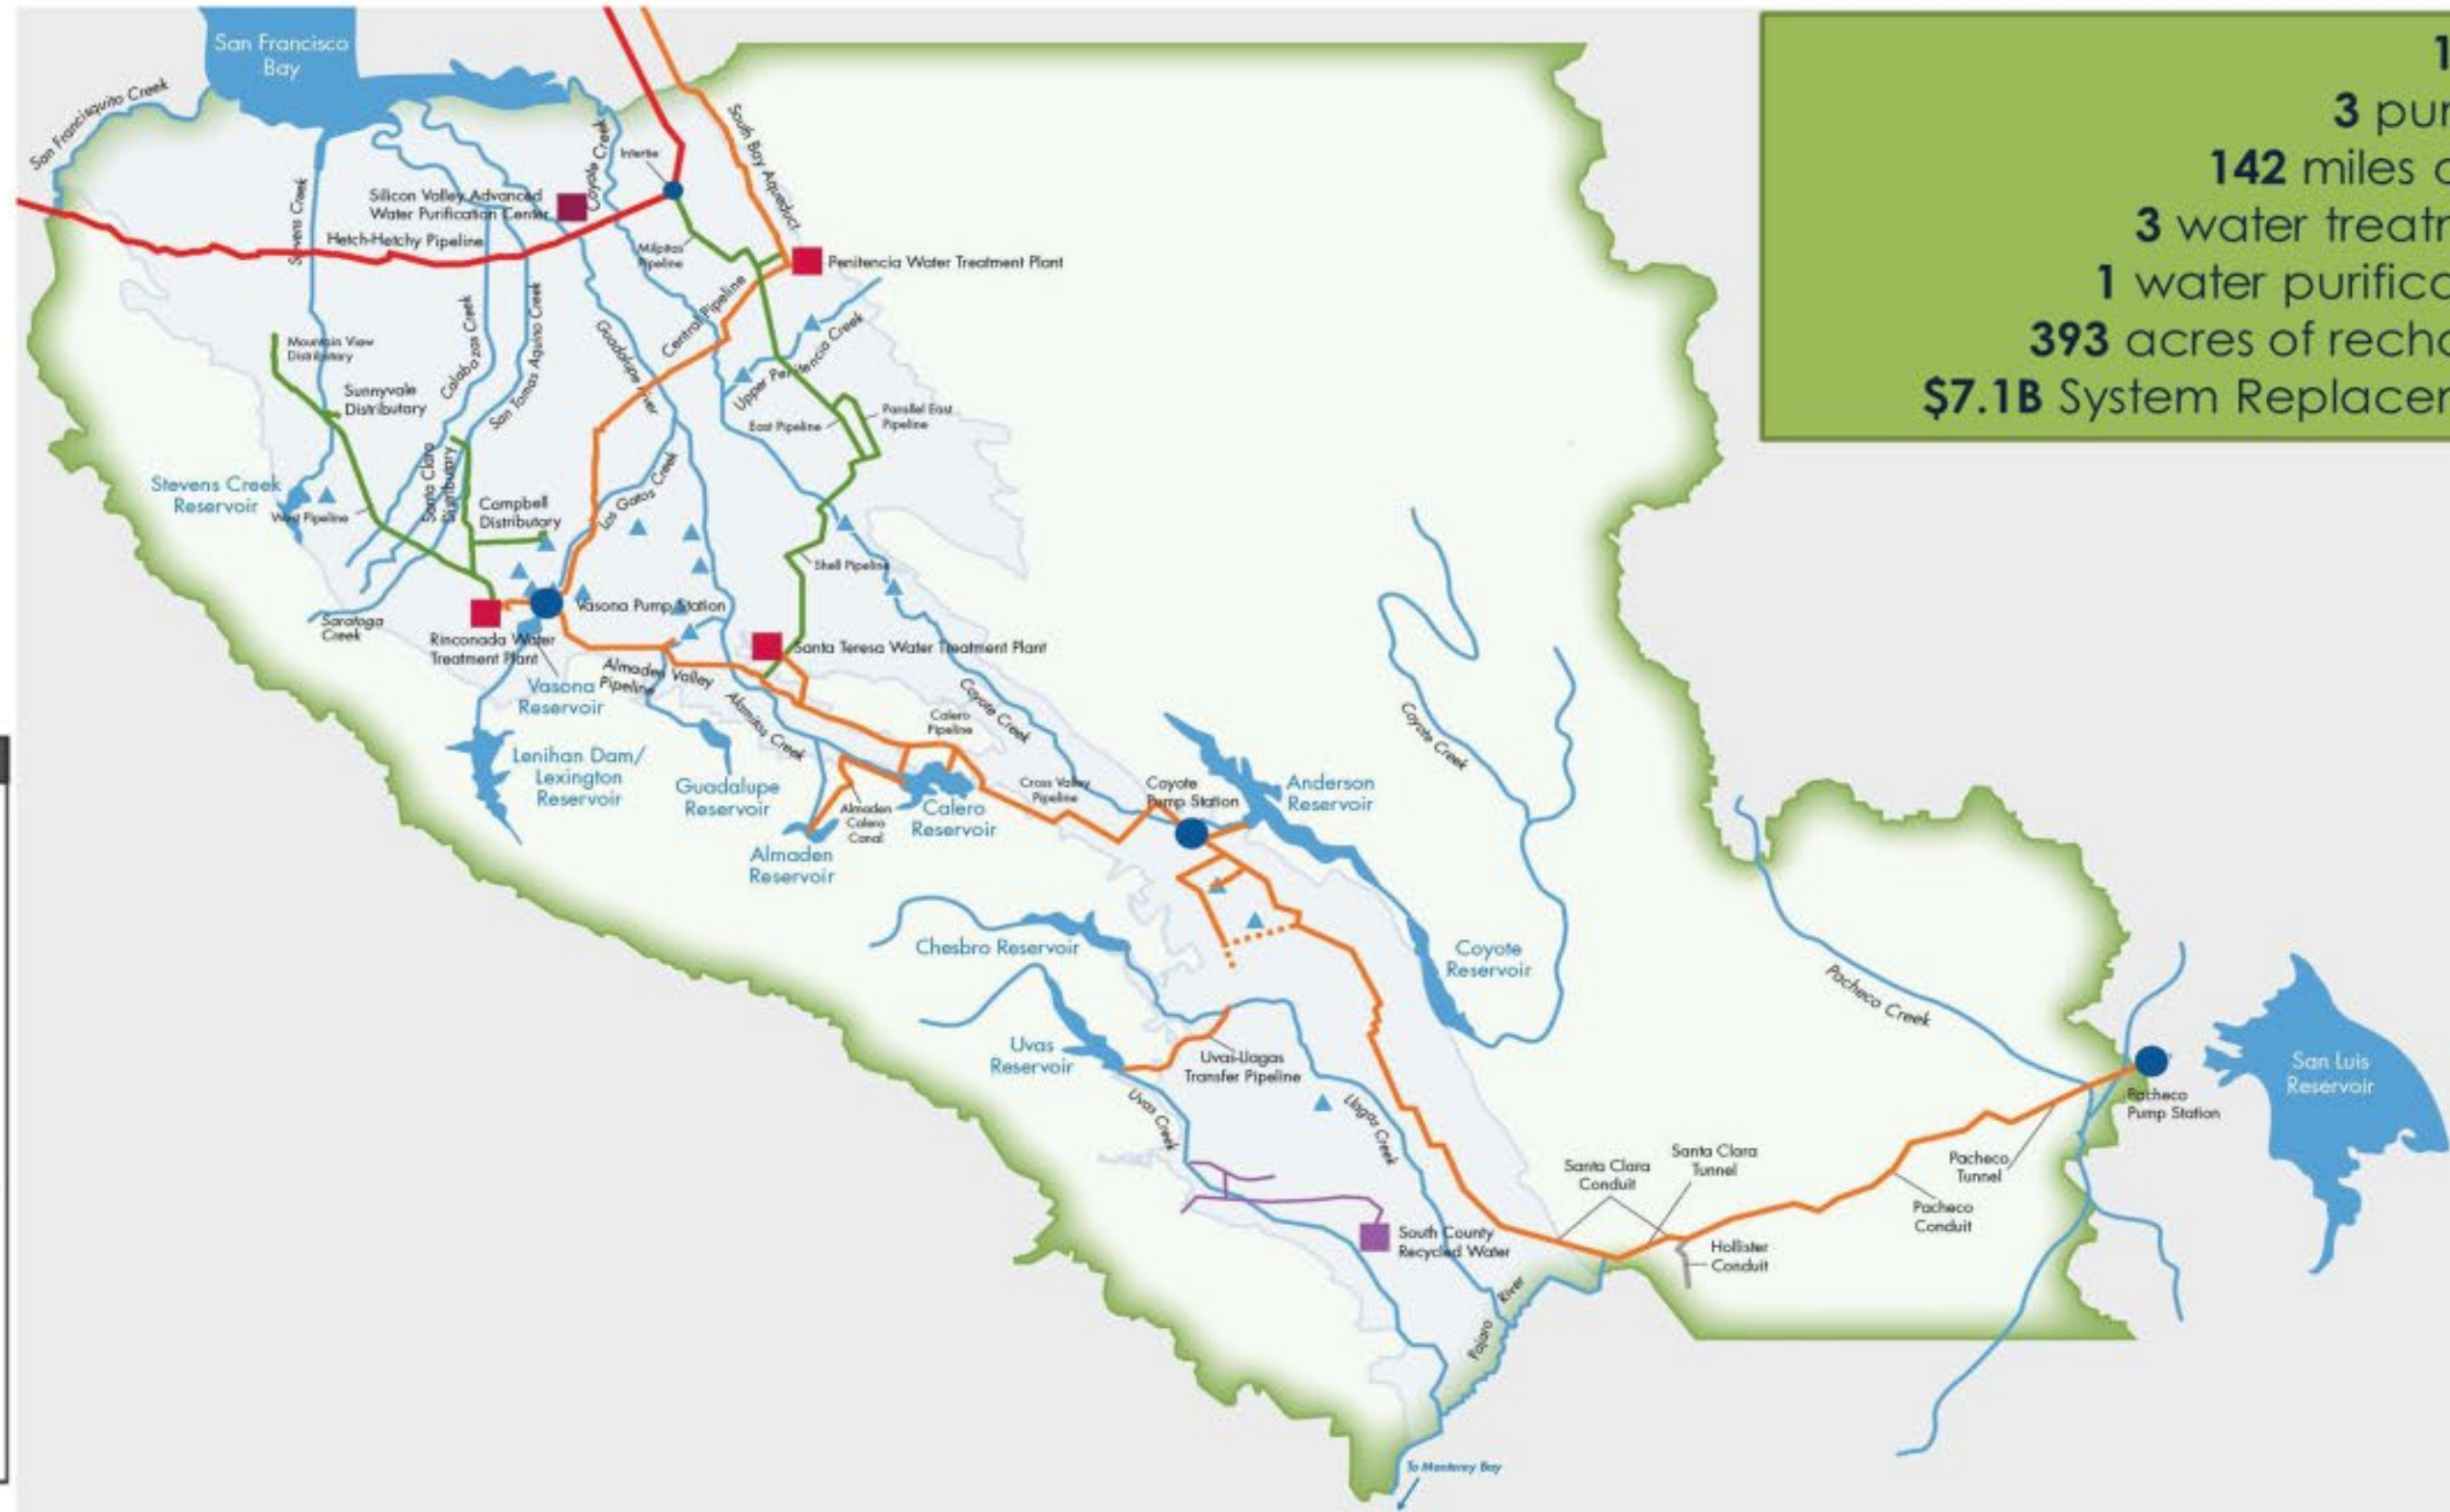 San Francisco
Bay
San Francisquito Creek
Stevens Creek
Silicon Valley Advanced
Water Purification Center
Coyote Creek
Intertie
South Bay Aqueduct
Hetch-Hetchy Pipeline
Milpitas
Pipeline
Penitencia Water Treatment Plant
Central Pipeline
Mountain View
Distributary
Calabazas Creek
San Tomas Aquino Creek
Guadalupe River
Upper Penitencia Creek
Sunnyvale
Distributary
Parallel East
Pipeline
East Pipeline
Stevens Creek
Reservoir
West Pipeline
Santa Clara
Distributary
Campbell
Distributary
Los Gatos Creek
Shell Pipeline
Vasona Pump Station
Saratoga
Creek
Rinconada Water
Treatment Plant
Santa Teresa Water Treatment Plant
Vasona
Reservoir
Almaden Valley
Pipeline
Alamitos Creek
Coyote Creek
Calero
Pipeline
Coyote Creek
Lenihan Dam/
Lexington
Reservoir
Guadalupe
Reservoir
Almaden
Calero
Canal
Calero
Reservoir
Cross Valley
Pipeline
Coyote
Pump Station
Anderson
Reservoir
Almaden
Reservoir
Chesbro Reservoir
Coyote
Reservoir
Pacheco Creek
Uvas
Reservoir
Uvas-Llagas
Transfer Pipeline
Uvas Creek
Llagas Creek
San Luis
Reservoir
Pacheco
Pump Station
Santa Clara
Conduit
Santa Clara
Tunnel
Pacheco
Tunnel
Pacheco
Conduit
South County
Recycled Water
Hollister
Conduit
Pajaro River
To Monterey Bay
1
3 pur
142 miles
3 water treatr
1 water purifica
393 acres of recha
$7.1B System Replacer